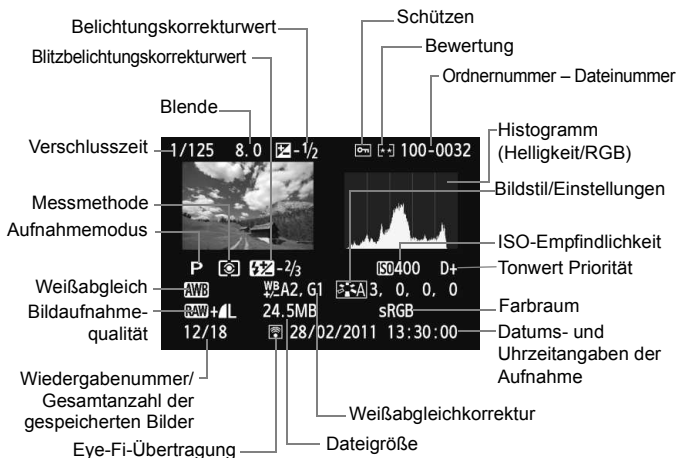 Belichtungskorrekturwert
Schützen
Blitzbelichtungskorrekturwert
Bewertung
Ordnernummer – Dateinummer
Blende
Verschlusszeit
1/125 8.0 -1/2 100-0032
Histogramm
(Helligkeit/RGB)
Messmethode
Bildstil/Einstellungen
Aufnahmemodus
ISO-Empfindlichkeit
P -2/3 ISO400 D+
Tonwert Priorität
Weißabgleich
AWB WB+/-A2, G1 A3, 0, 0, 0
Bildaufnahme-
qualität
RAW+L 24.5MB sRGB
Farbraum
12/18 28/02/2011 13:30:00
Datums- und
Uhrzeitangaben der
Aufnahme
Wiedergabenummer/
Gesamtanzahl der
gespeicherten Bilder
Weißabgleichkorrektur
Eye-Fi-Übertragung
Dateigröße